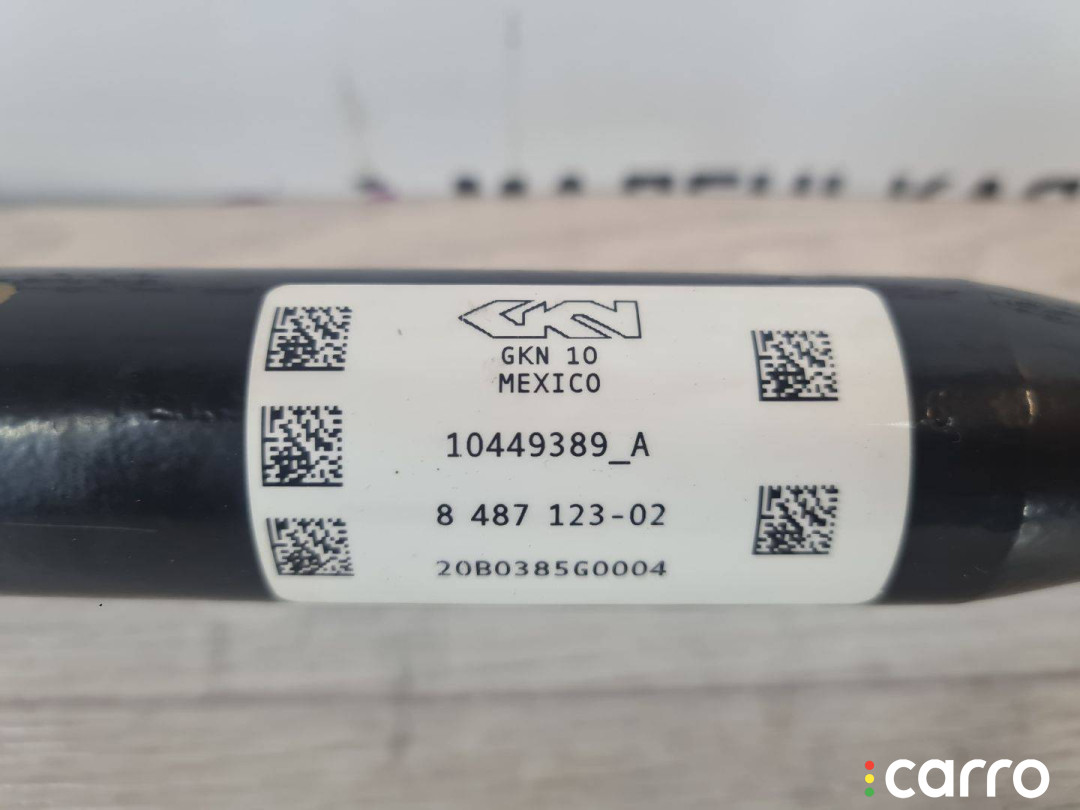 GKN
GKN 10
MEXICO
10449389_A
8 487 123-02
20B0385G0004
carro